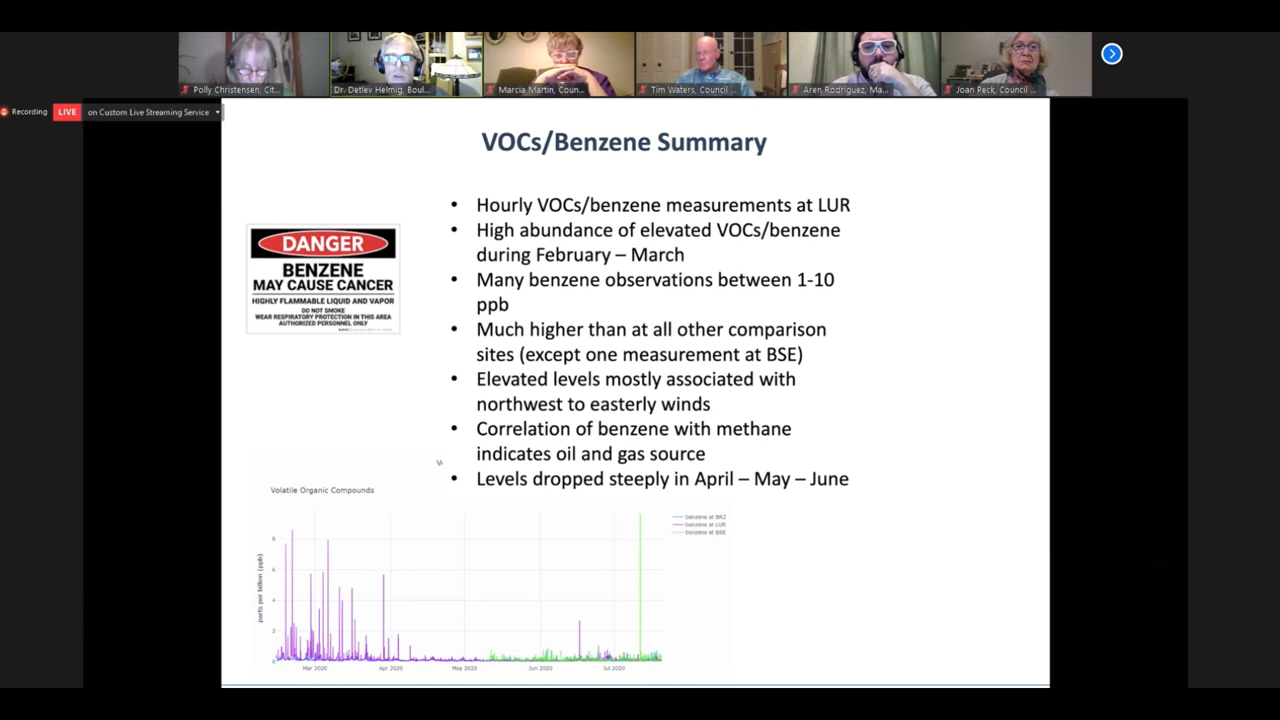 Polly Christensen, Cit...
Dr. Detlev Helmig, Boul...
Marcia Martin, Coun...
Tim Waters, Council ...
Aren Rodriguez, Ma...
Joan Peck, Council ...
Recording
LIVE
on Custom Live Streaming Service
VOCs/Benzene Summary
• Hourly VOCs/benzene measurements at LUR
• High abundance of elevated VOCs/benzene
during February – March
• Many benzene observations between 1-10
ppb
• Much higher than at all other comparison
sites (except one measurement at BSE)
• Elevated levels mostly associated with
northwest to easterly winds
• Correlation of benzene with methane
indicates oil and gas source
• Levels dropped steeply in April – May – June
DANGER
BENZENE
MAY CAUSE CANCER
HIGHLY FLAMMABLE LIQUID AND VAPOR
DO NOT SMOKE
WEAR RESPIRATORY PROTECTION IN THIS AREA
AUTHORIZED PERSONNEL ONLY
Volatile Organic Compounds
benzene at BRZ
benzene at LUR
benzene at BSE
parts per billion (ppb)
8
6
4
2
0
Mar 2020
Apr 2020
May 2020
Jun 2020
Jul 2020